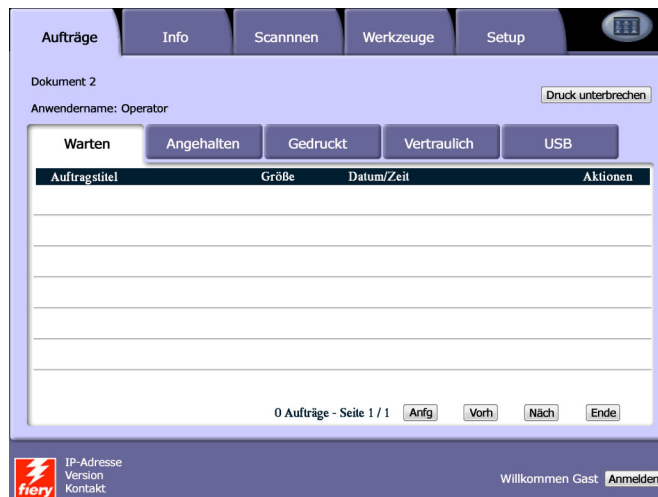 Aufträge Info Scannnen Werkzeuge Setup
Dokument 2
Druck unterbrechen
Anwendername: Operator
Warten Angehalten Gedruckt Vertraulich USB
Auftragstitel Größe Datum/Zeit Aktionen
0 Aufträge - Seite 1 / 1 Anfg Vorh Näch Ende
IP-Adresse
Version
Kontakt
fiery
Willkommen Gast Anmelden